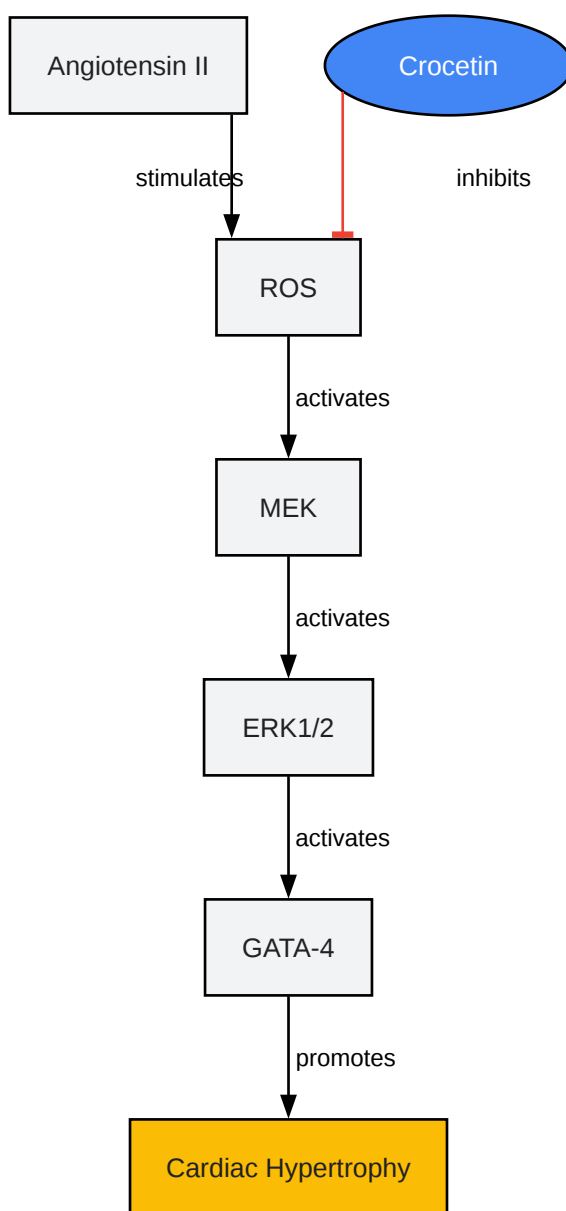 Angiotensin II
Crocetin
stimulates
inhibits
ROS
activates
MEK
activates
ERK1/2
activates
GATA-4
promotes
Cardiac Hypertrophy